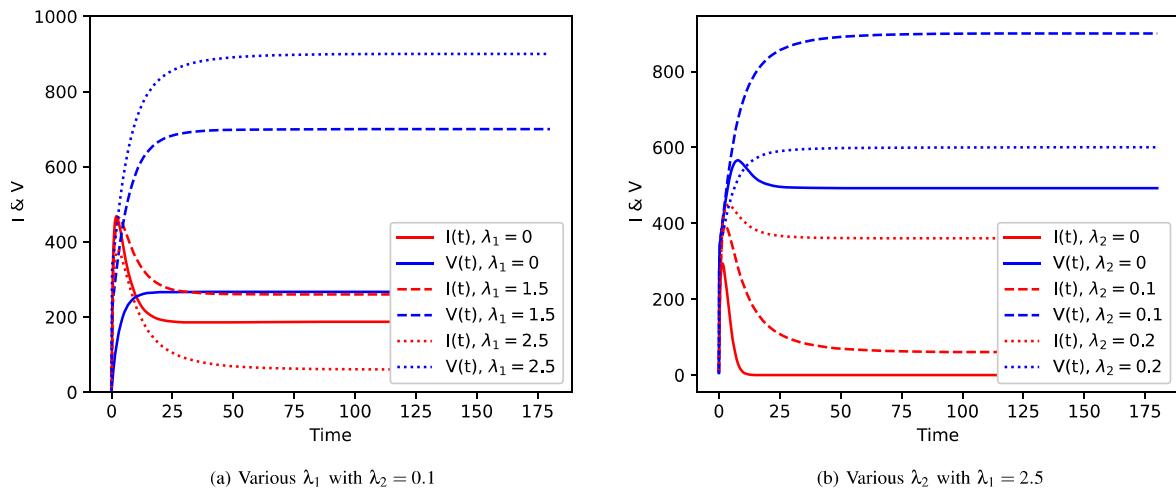 1000
800
600
400
200
0
I & V
0 25 50 75 100 125 150 175
Time
I(t), λ₁ = 0
V(t), λ₁ = 0
I(t), λ₁ = 1.5
V(t), λ₁ = 1.5
I(t), λ₁ = 2.5
V(t), λ₁ = 2.5
(a) Various λ₁ with λ₂ = 0.1
800
600
400
200
0
I & V
0 25 50 75 100 125 150 175
Time
I(t), λ₂ = 0
V(t), λ₂ = 0
I(t), λ₂ = 0.1
V(t), λ₂ = 0.1
I(t), λ₂ = 0.2
V(t), λ₂ = 0.2
(b) Various λ₂ with λ₁ = 2.5